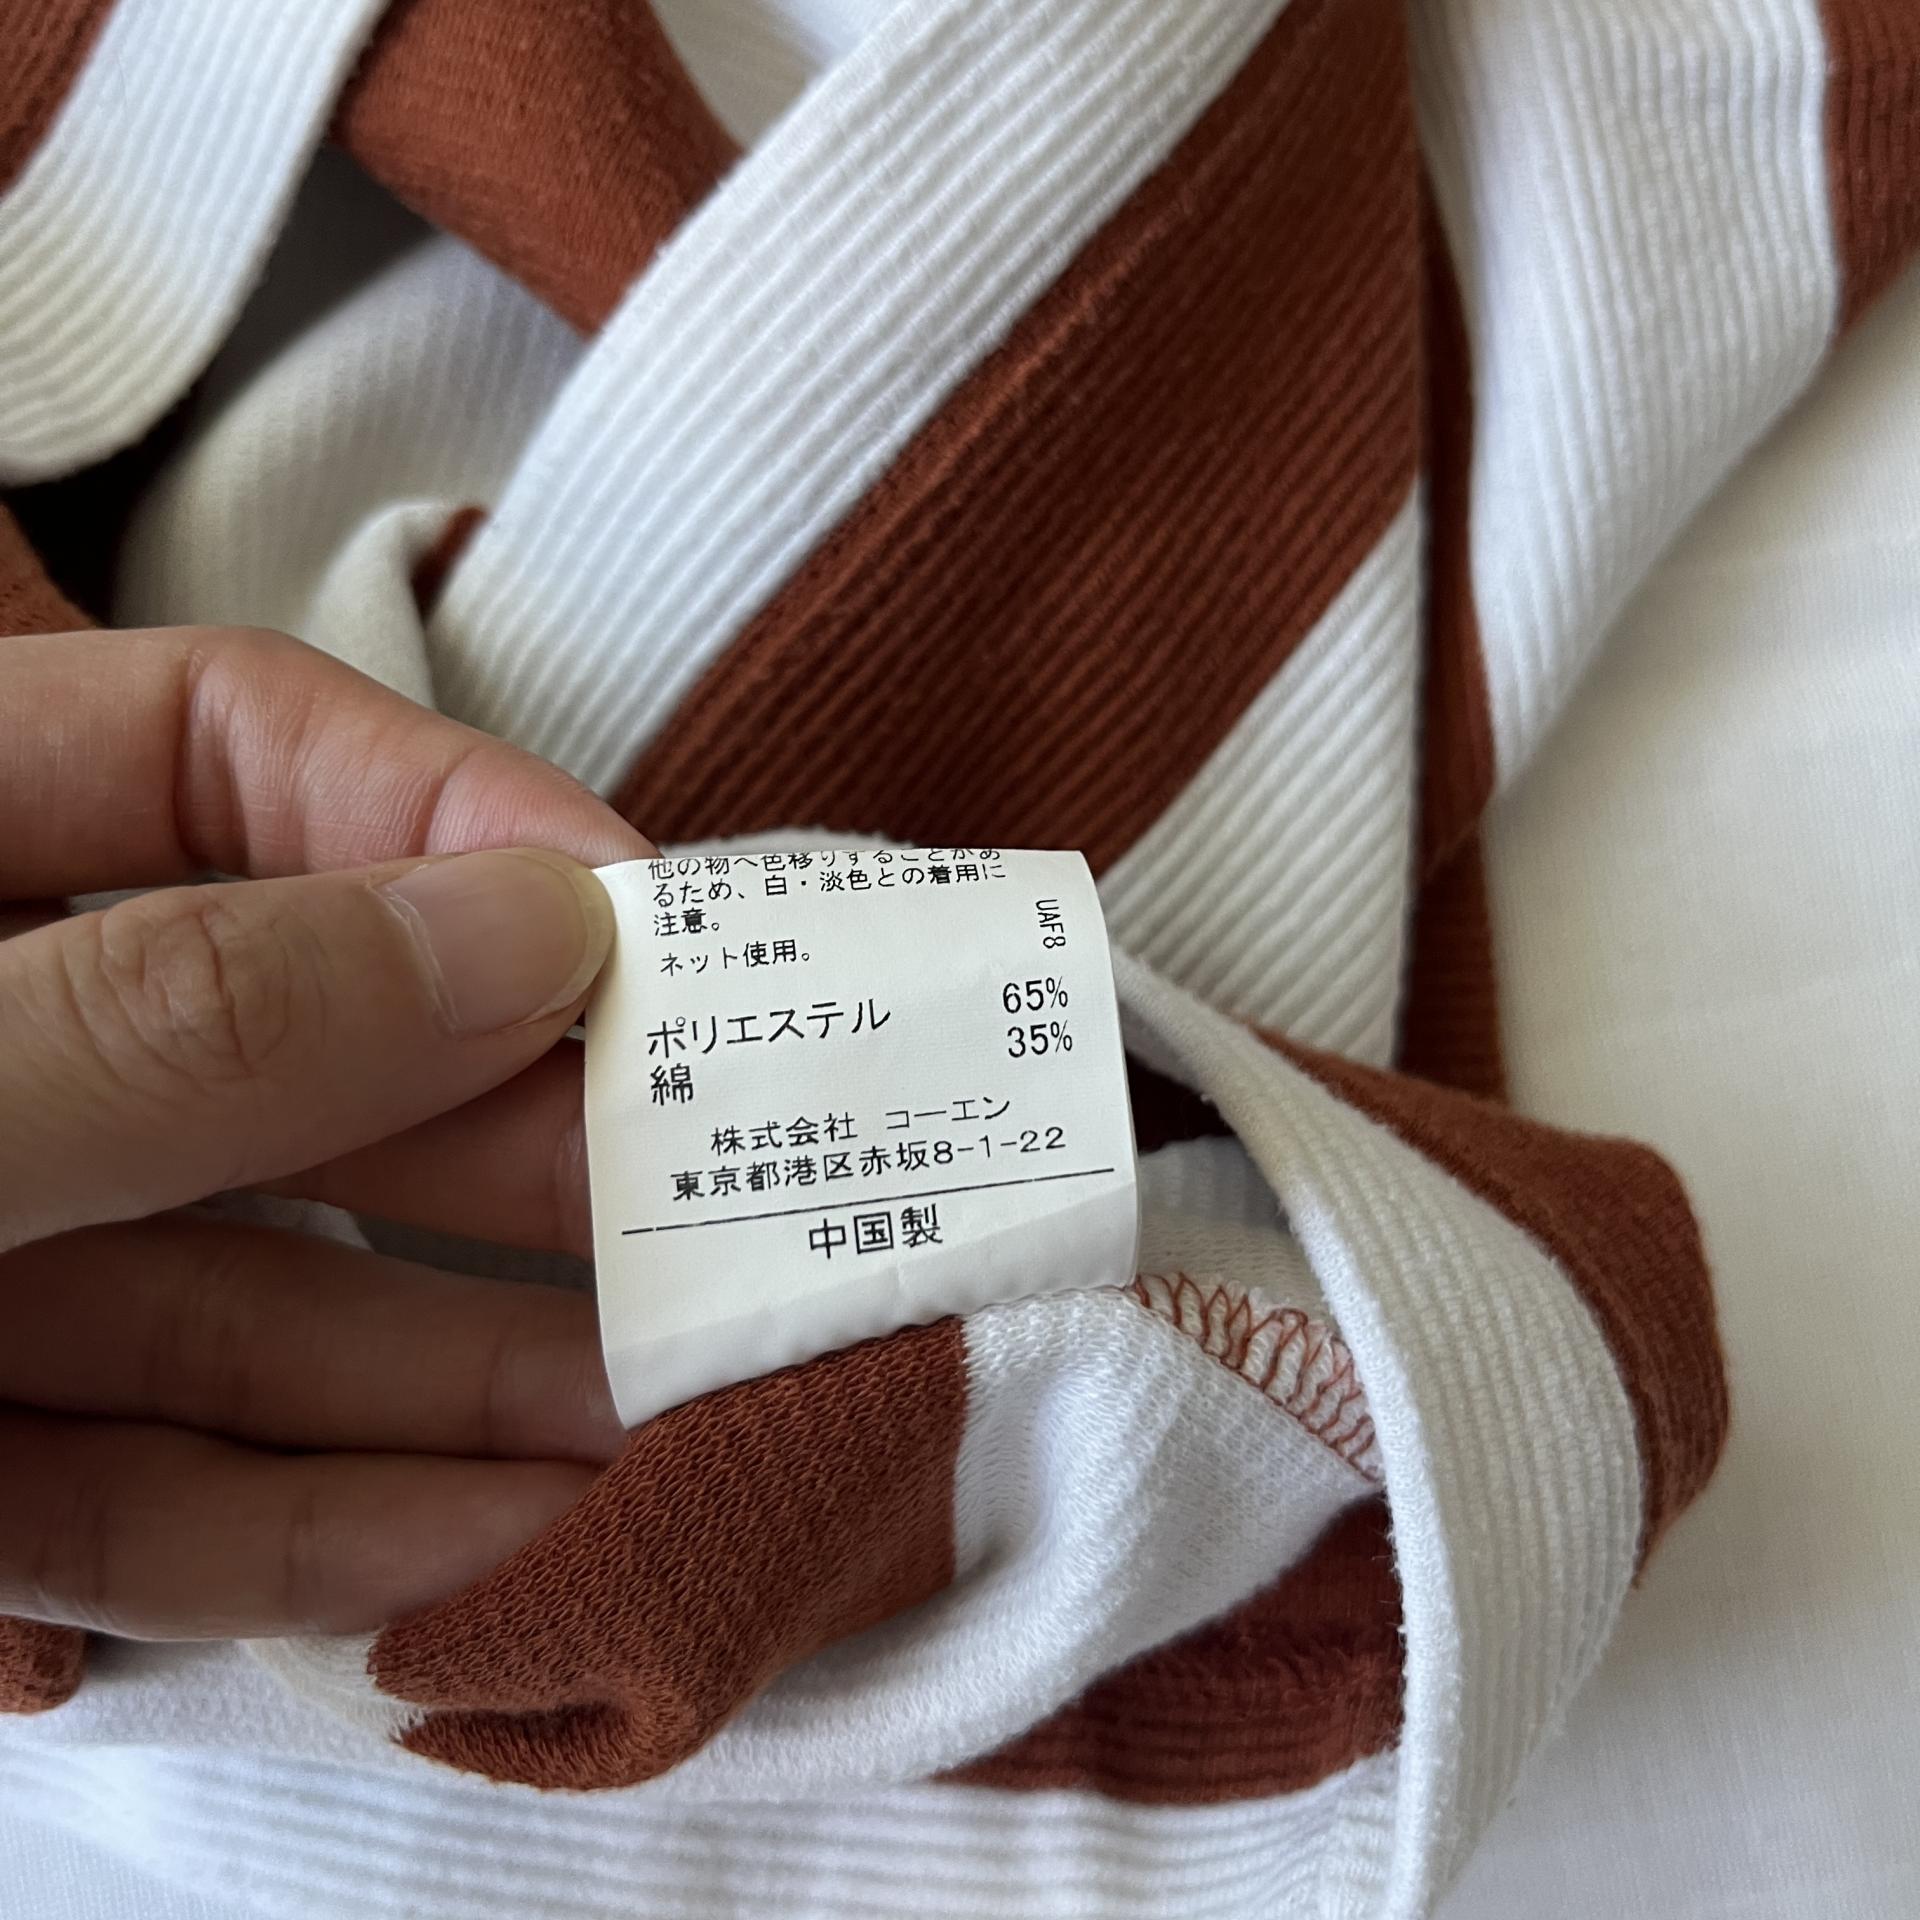 他の物へ色移りすることがあ
るため、白・淡色との着用に
注意。
ネット使用。
UAF8
ポリエステル 65%
綿 35%
株式会社 コーエン
東京都港区赤坂8-1-22
中国製